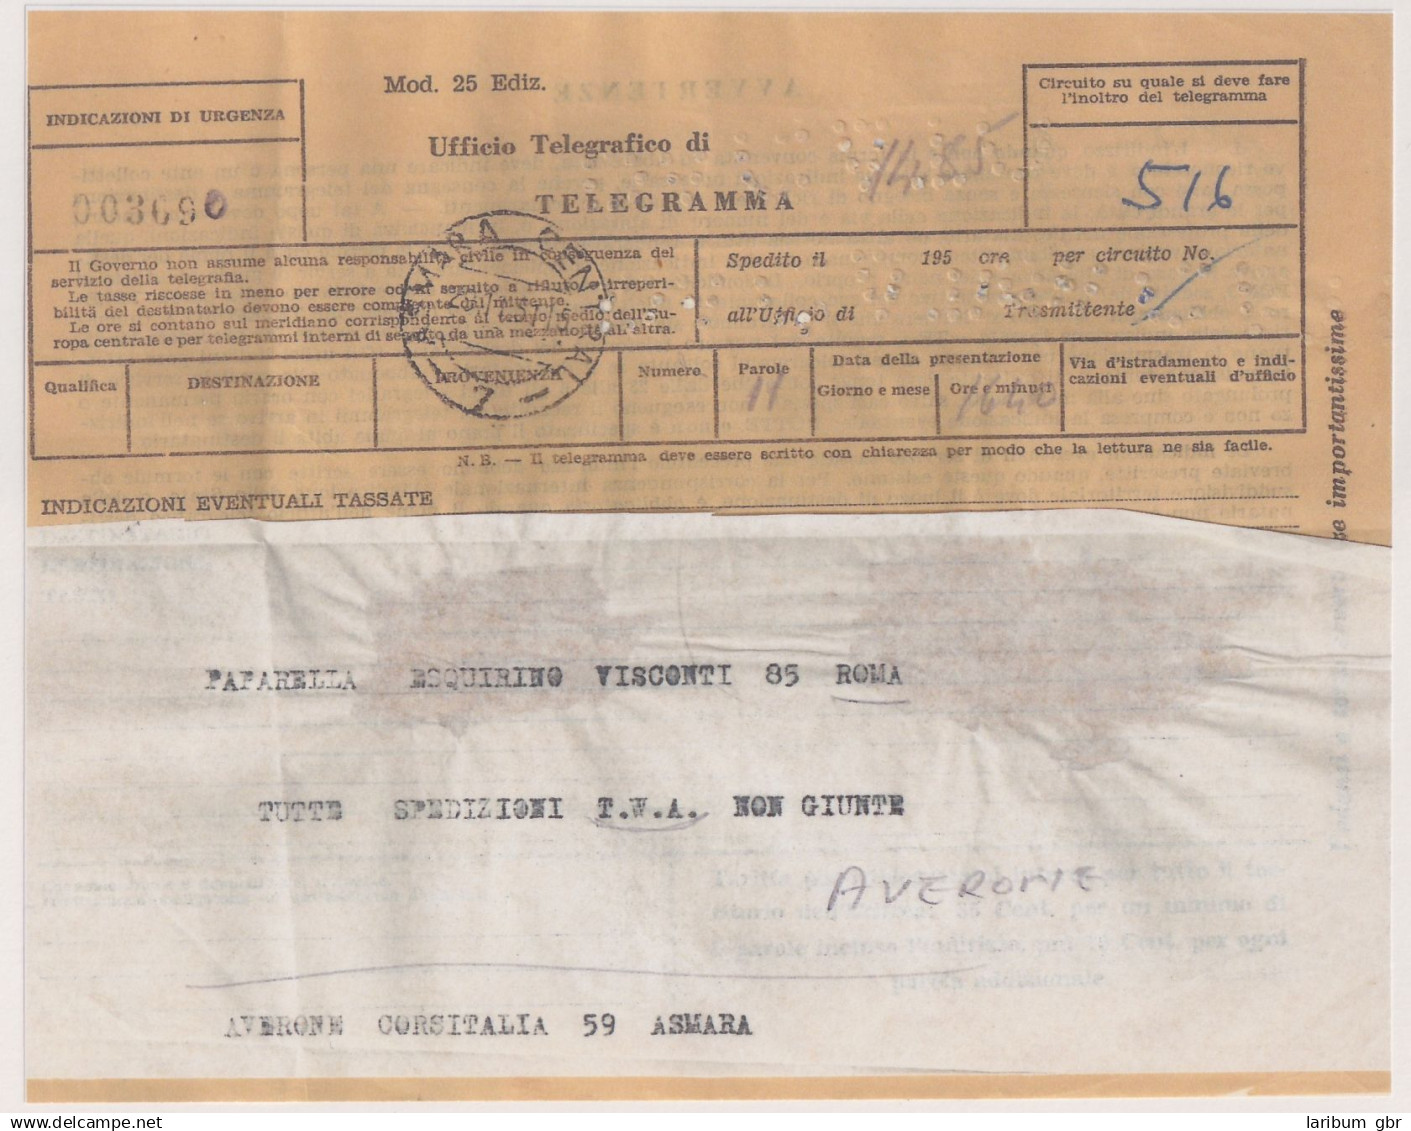 Mod. 25 Ediz.
INDICAZIONI DI URGENZA
003690
Ufficio Telegrafico di
TELEGRAMMA
1485
Circuito su quale si deve fare
l'inoltro del telegramma
516
Il Governo non assume alcuna responsabilità civile in conseguenza del
servizio della telegrafia.
Le tasse riscosse in meno per errore od in seguito a rifiuto o irreperi-
bilità del destinatario devono essere completate dal mittente.
Le ore si contano sul meridiano corrispondente al tempo medio dell'Eu-
ropa centrale e per telegrammi interni di seguito da una mezzanotte all'altra.
ASMARA CENTRALE
Spedito il 195 ore per circuito No.
all'Ufficio di Trasmittente
Qualifica DESTINAZIONE PROVENIENZA Numero Parole Data della presentazione Via d'istradamento e indi-
Giorno e mese Ore e minuti cazioni eventuali d'ufficio
11 1640
N. B. — Il telegramma deve essere scritto con chiarezza per modo che la lettura ne sia facile.
INDICAZIONI EVENTUALI TASSATE
importantissime
PAPARELLA ESQUIRINO VISCONTI 85 ROMA
TUTTE SPEDIZIONI T.W.A. NON GIUNTE
AVERONE
AVERONE CORSITALIA 59 ASMARA
laribum gbr